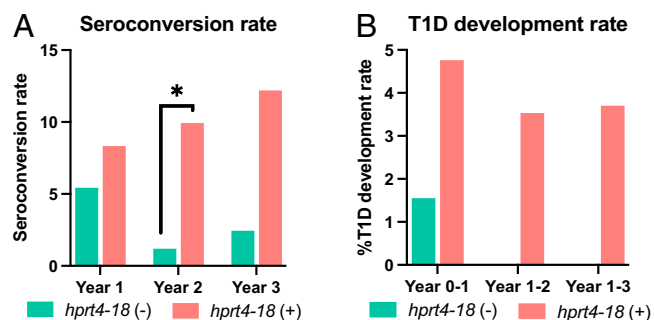 A
Seroconversion rate
Seroconversion rate
15
10
5
0
*
Year 1 Year 2 Year 3
hprt4-18 (-) hprt4-18 (+)
B
T1D development rate
%T1D development rate
5
4
3
2
1
0
Year 0-1 Year 1-2 Year 1-3
hprt4-18 (-) hprt4-18 (+)